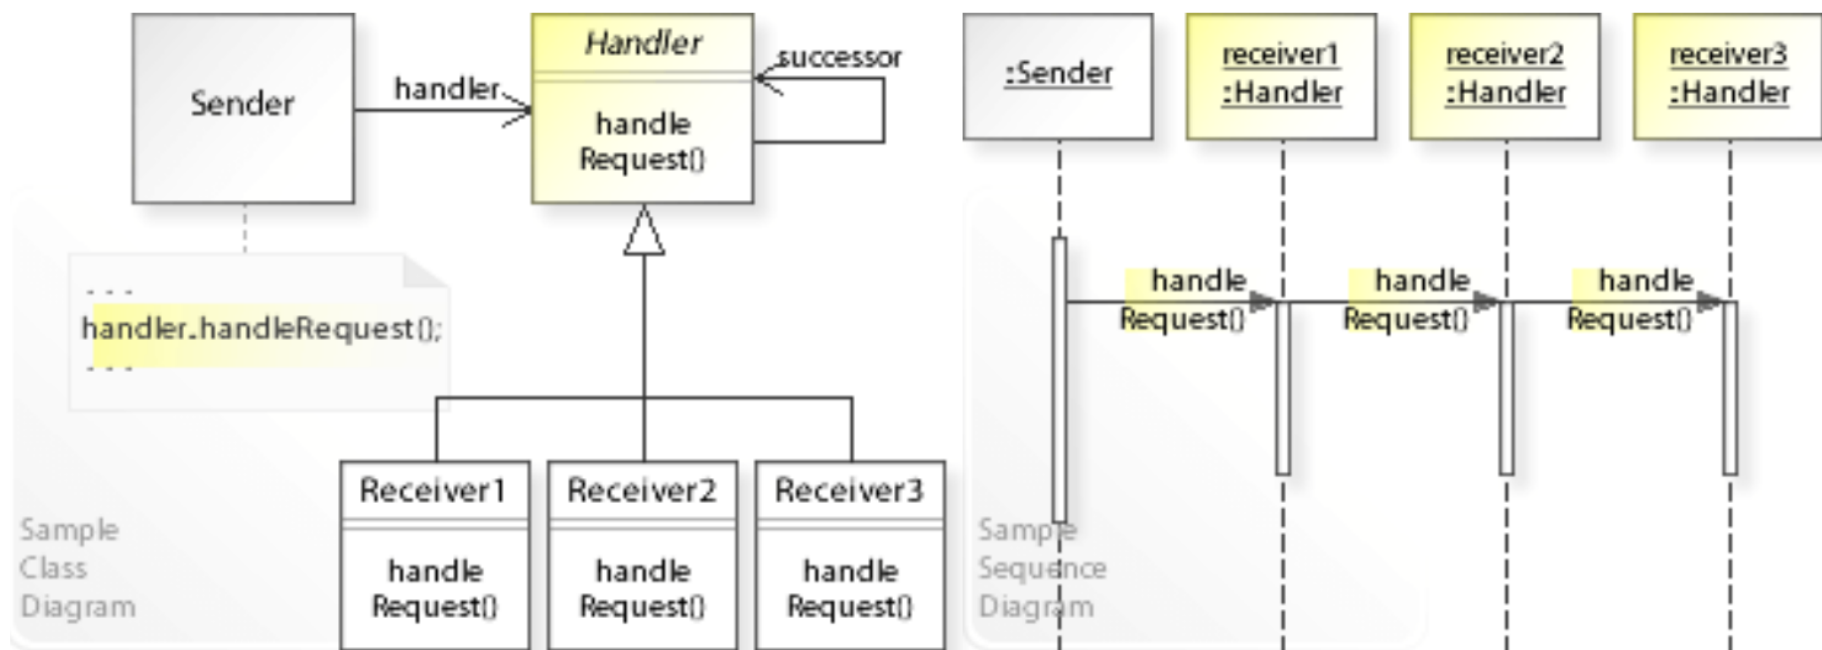 Sender
handler
Handler
handle
Request()
successor
. . .
handler.handleRequest();
. . .
Receiver1
handle
Request()
Receiver2
handle
Request()
Receiver3
handle
Request()
Sample
Class
Diagram
:Sender
receiver1
:Handler
receiver2
:Handler
receiver3
:Handler
handle
Request()
handle
Request()
handle
Request()
Sample
Sequence
Diagram